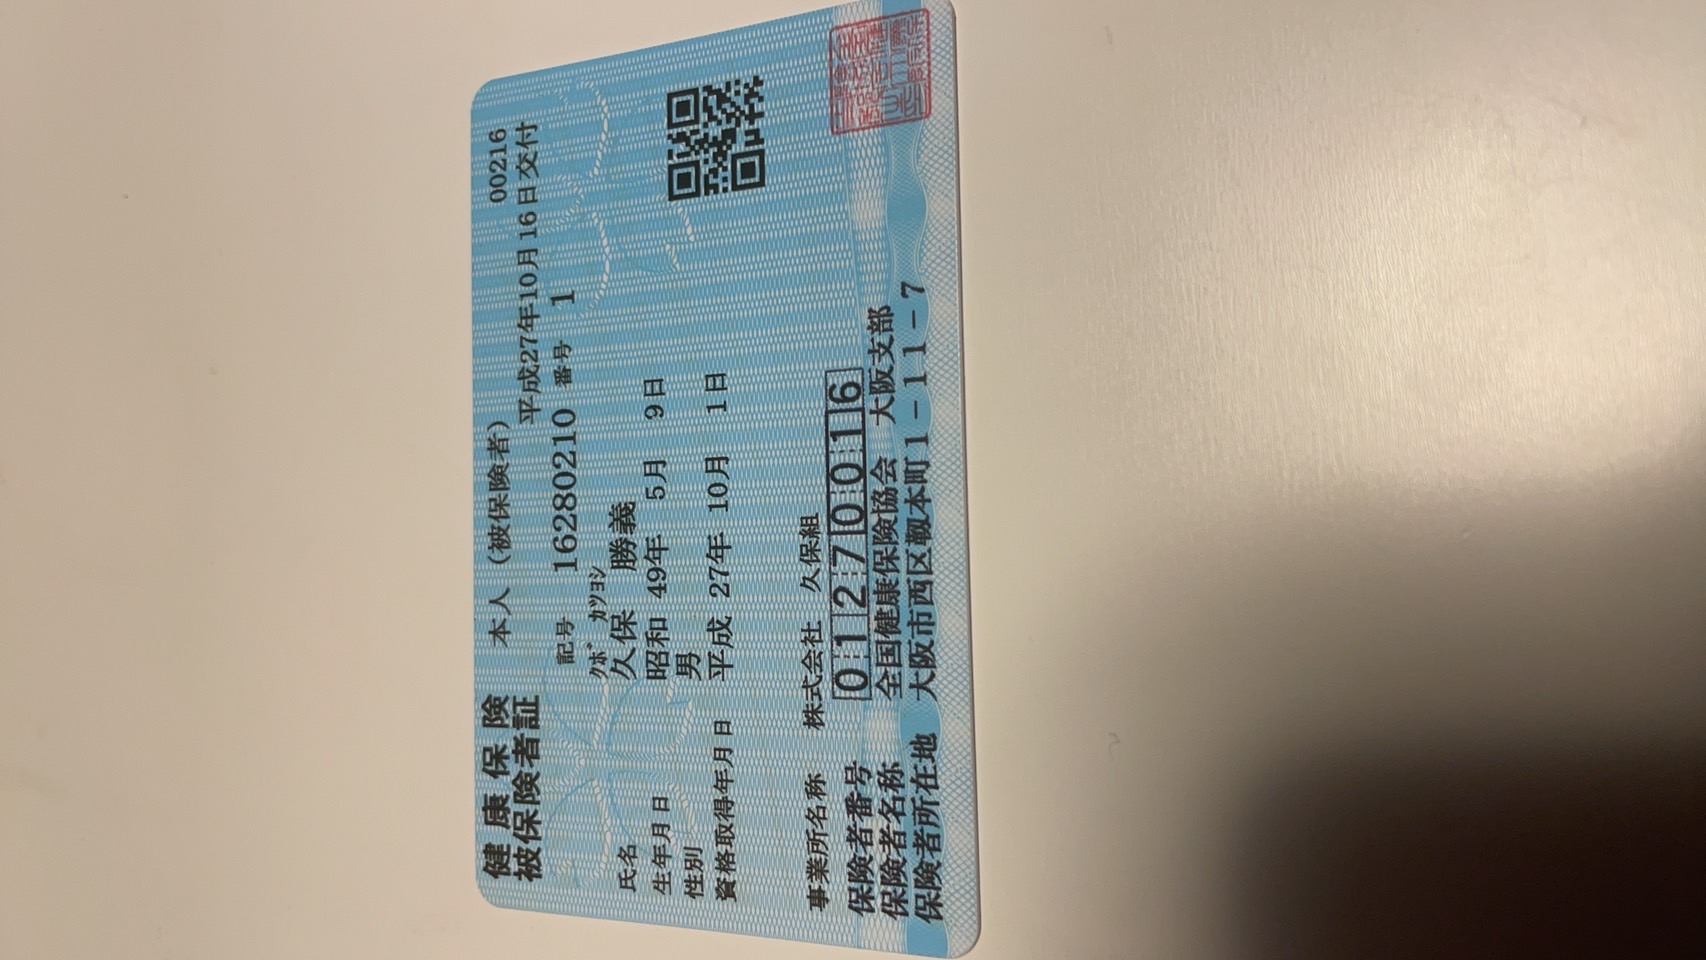 健康保険 本人（被保険者） 00216
被保険者証 平成27年10月16日交付
記号 16280210 番号 1
ｸﾎﾞ ｶﾂﾖｼ
氏名 久保 勝義
生年月日 昭和 49年 5月 9日
性別 男
資格取得年月日 平成 27年 10月 1日
事業所名称 株式会社 久保組
保険者番号 01270016
保険者名称 全国健康保険協会 大阪支部
保険者所在地 大阪市西区靱本町1-11-7